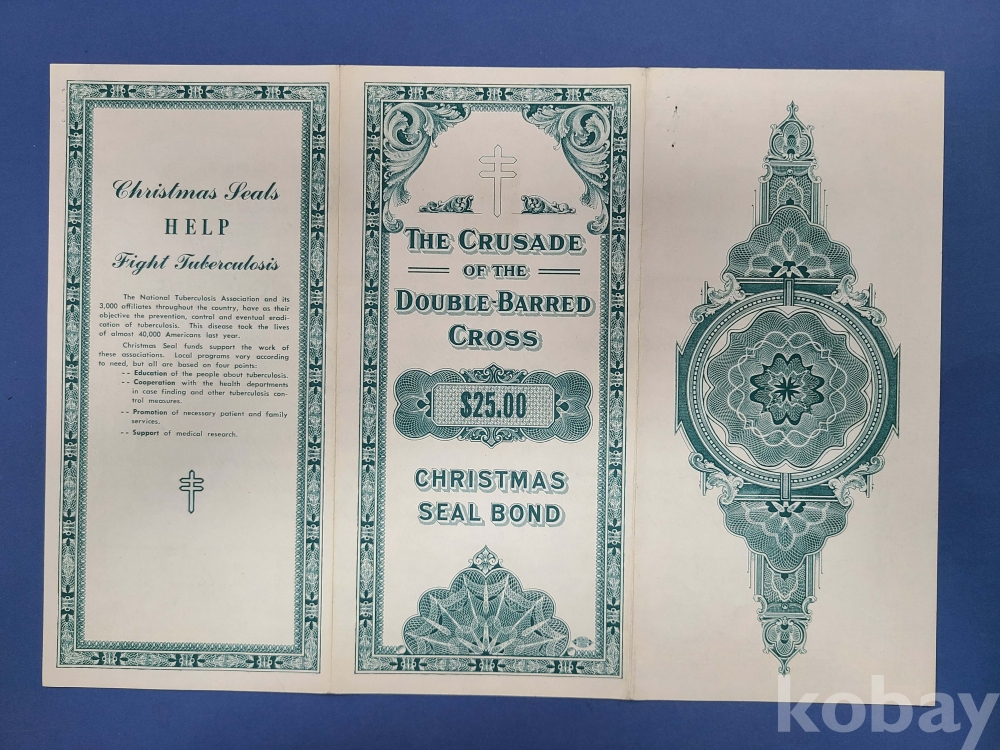 Christmas Seals
HELP
Fight Tuberculosis
The National Tuberculosis Association and its
3,000 affiliates throughout the country, have as their
objective the prevention, control and eventual eradi-
cation of tuberculosis. This disease took the lives
of almost 40,000 Americans last year.
Christmas Seal funds support the work of
these associations. Local programs vary according
to need, but all are based on four points:
-- Education of the people about tuberculosis.
-- Cooperation with the health departments
in case finding and other tuberculosis con-
trol measures.
-- Promotion of necessary patient and family
services.
-- Support of medical research.
THE CRUSADE
OF THE
DOUBLE-BARRED
CROSS
$25.00
CHRISTMAS
SEAL BOND
kobay